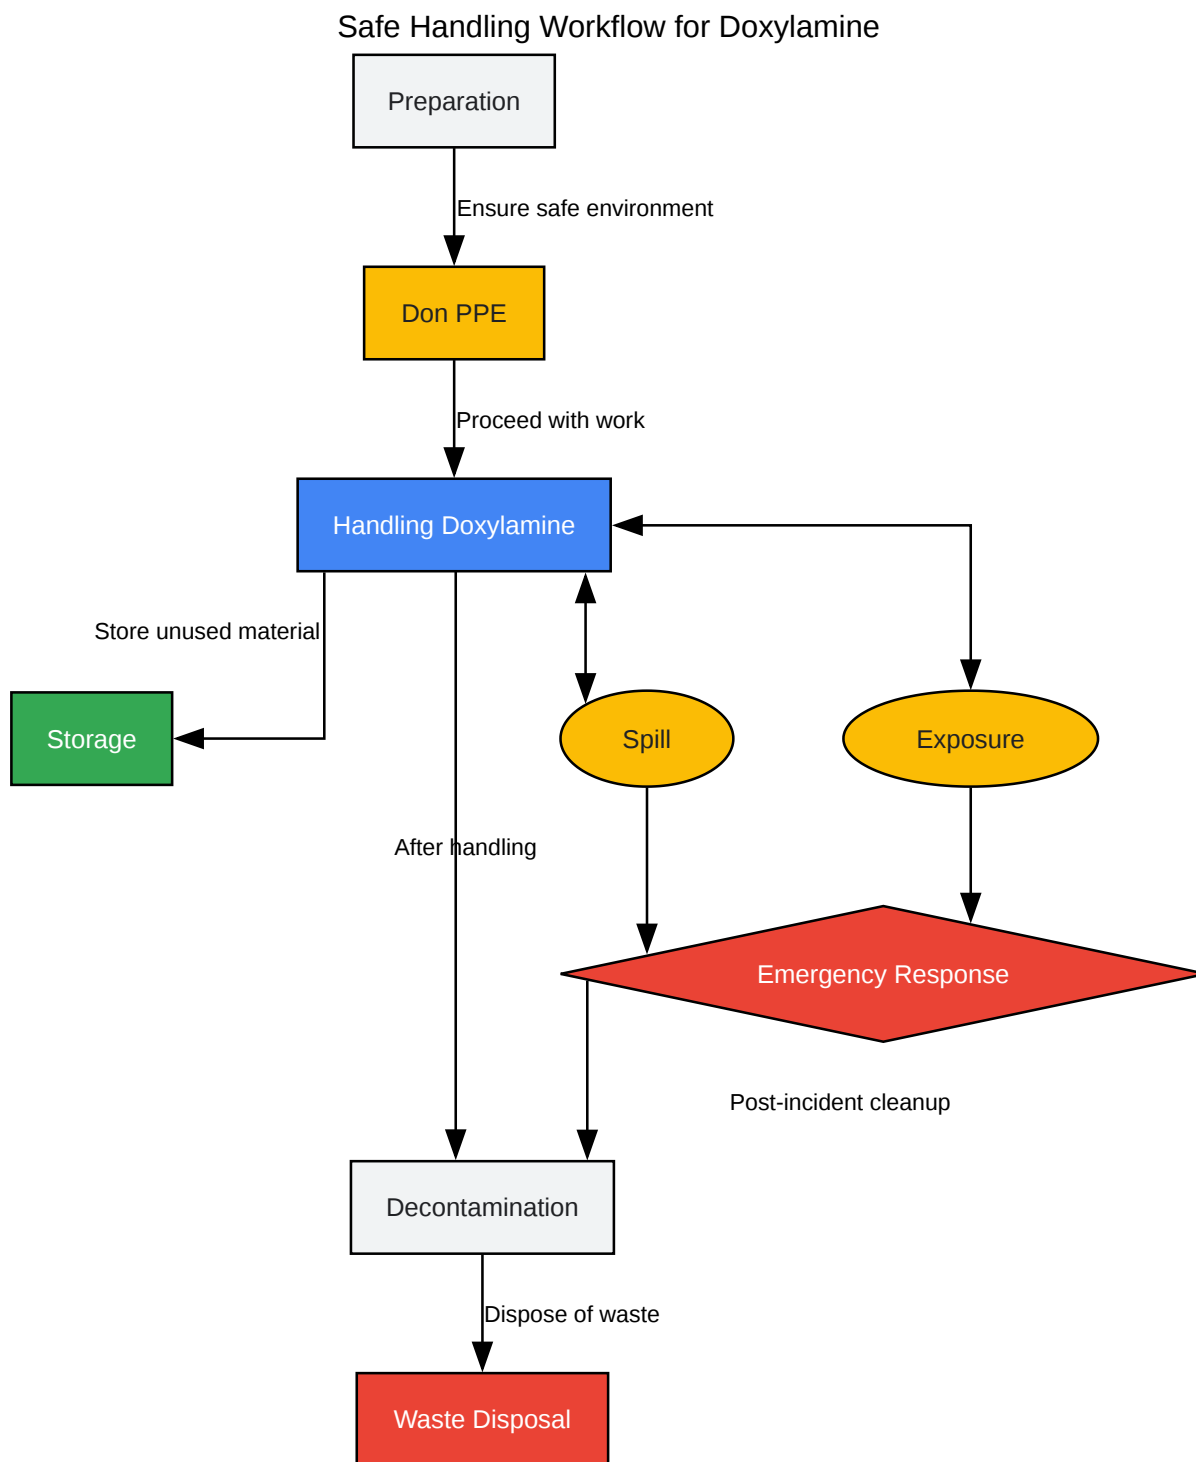 Safe Handling Workflow for Doxylamine
Preparation
Ensure safe environment
Don PPE
Proceed with work
Handling Doxylamine
Store unused material
Storage
Spill
Exposure
After handling
Emergency Response
Post-incident cleanup
Decontamination
Dispose of waste
Waste Disposal